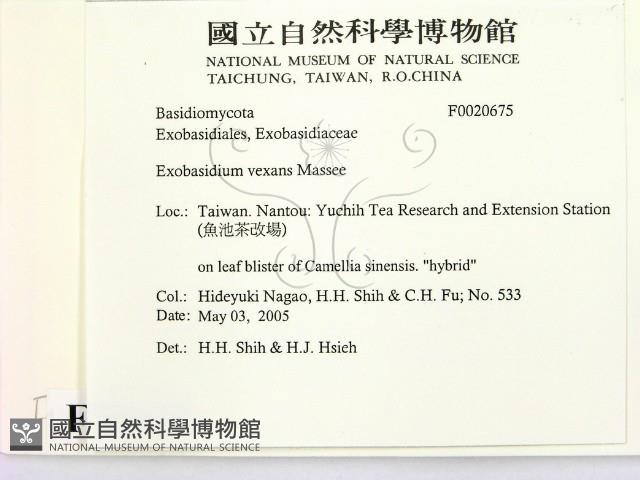 國立自然科學博物館
NATIONAL MUSEUM OF NATURAL SCIENCE
TAICHUNG, TAIWAN, R.O.CHINA
Basidiomycota F0020675
Exobasidiales, Exobasidiaceae
Exobasidium vexans Massee
Loc.: Taiwan. Nantou: Yuchih Tea Research and Extension Station
(魚池茶改場)
on leaf blister of Camellia sinensis. "hybrid"
Col.: Hideyuki Nagao, H.H. Shih & C.H. Fu; No. 533
Date: May 03, 2005
Det.: H.H. Shih & H.J. Hsieh
F
國立自然科學博物館
NATIONAL MUSEUM OF NATURAL SCIENCE